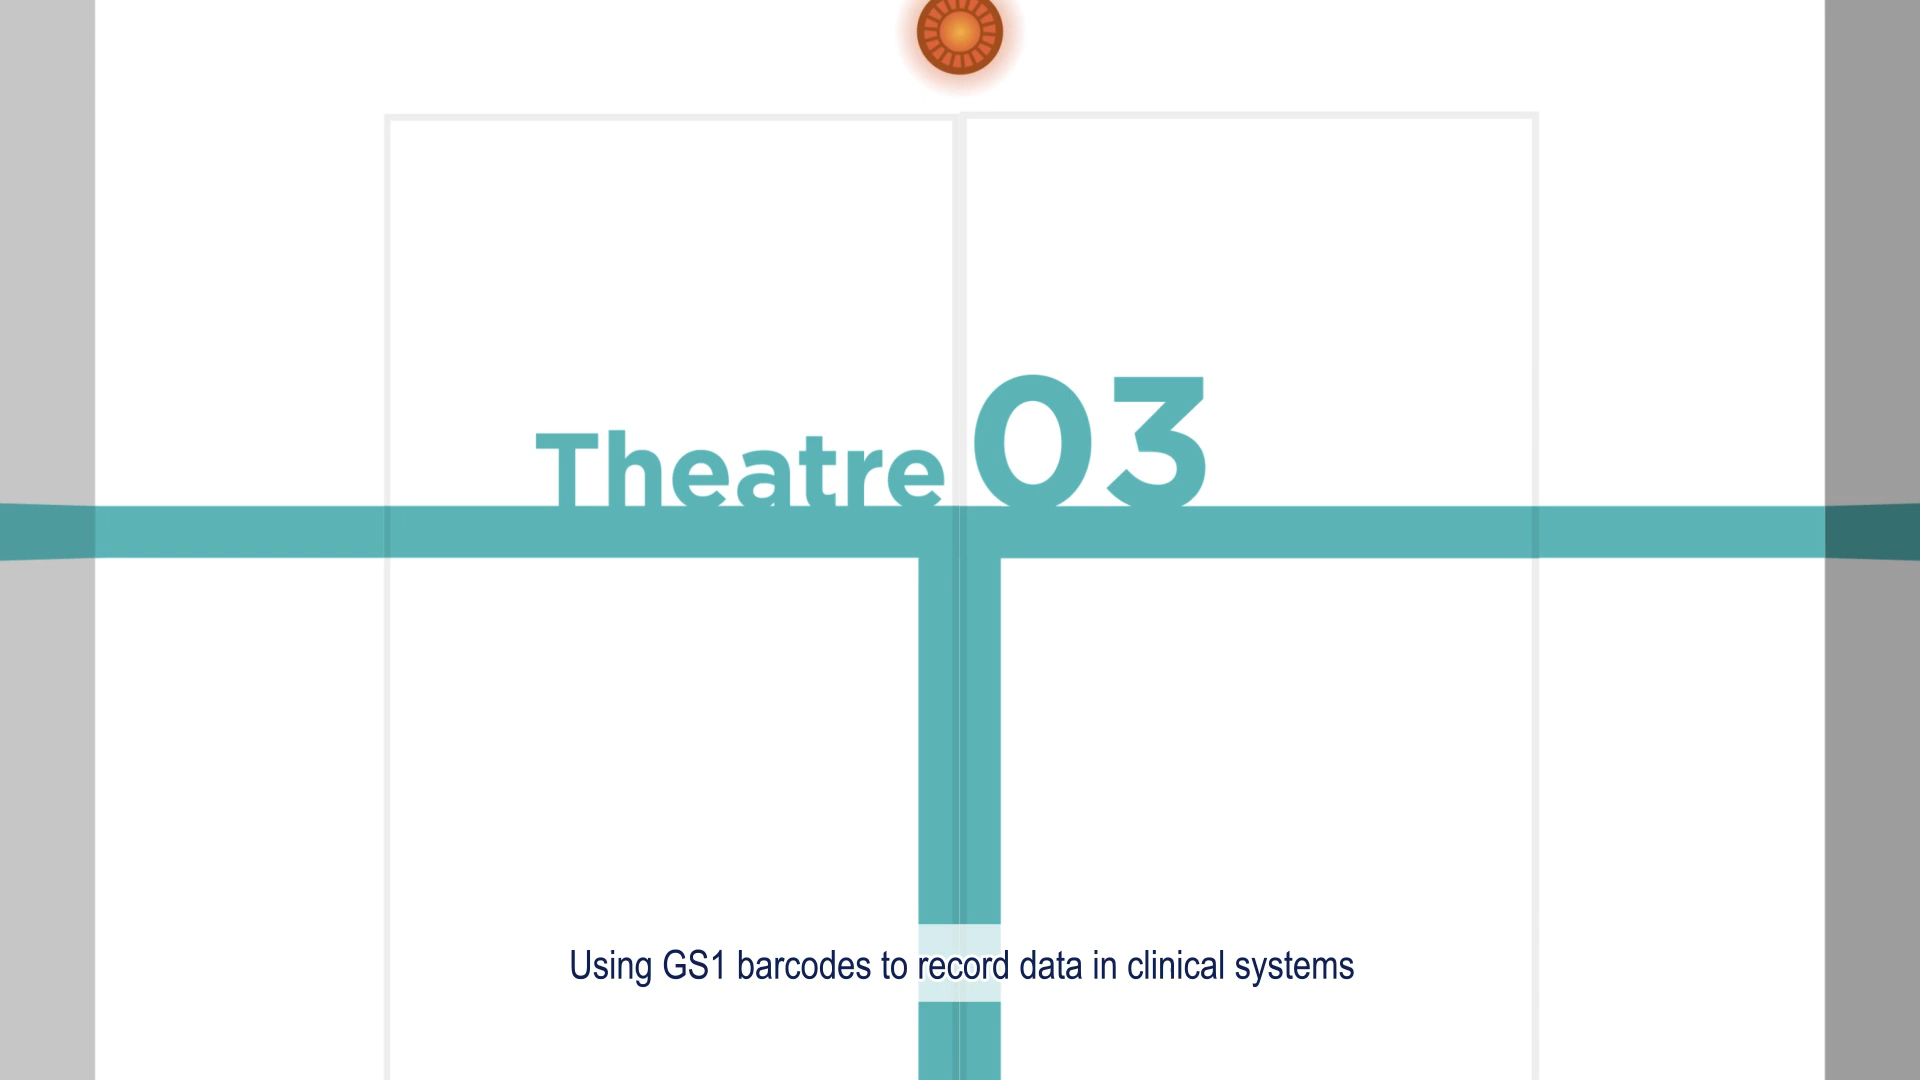 Theatre 03
Using GS1 barcodes to record data in clinical systems